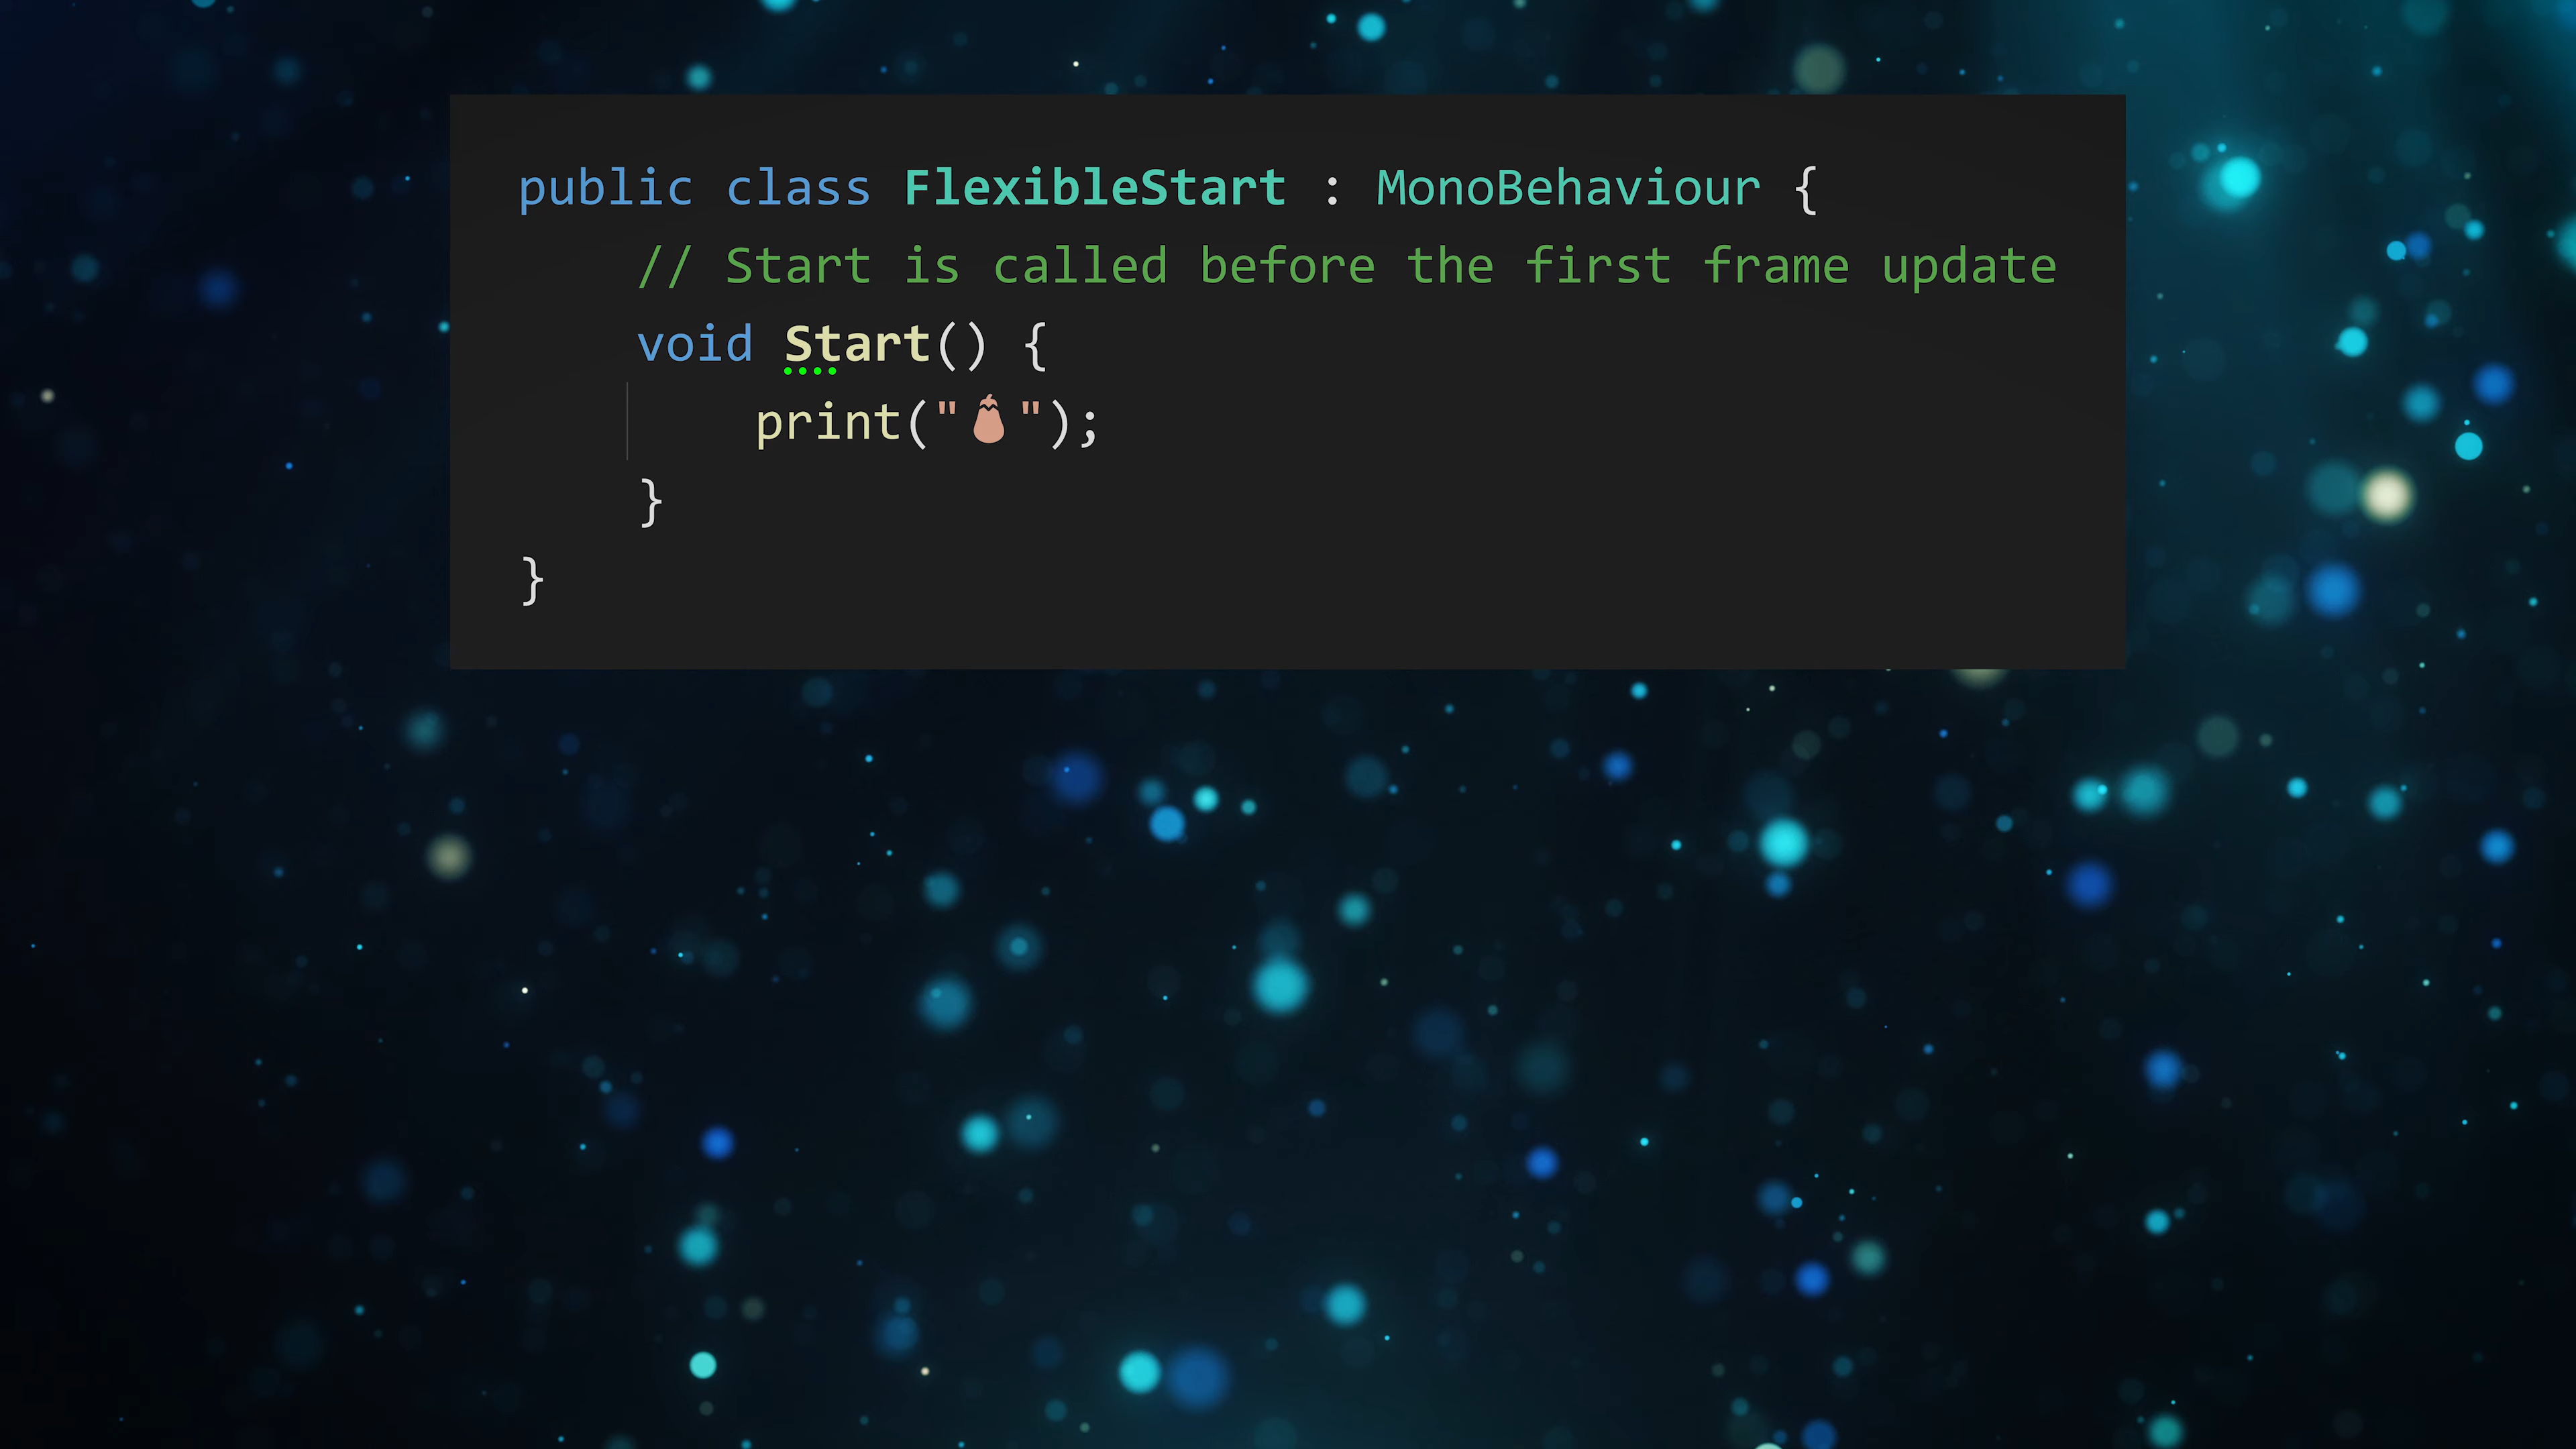 public class FlexibleStart : MonoBehaviour {
    // Start is called before the first frame update
    void Start() {
        print("🍆");
    }
}